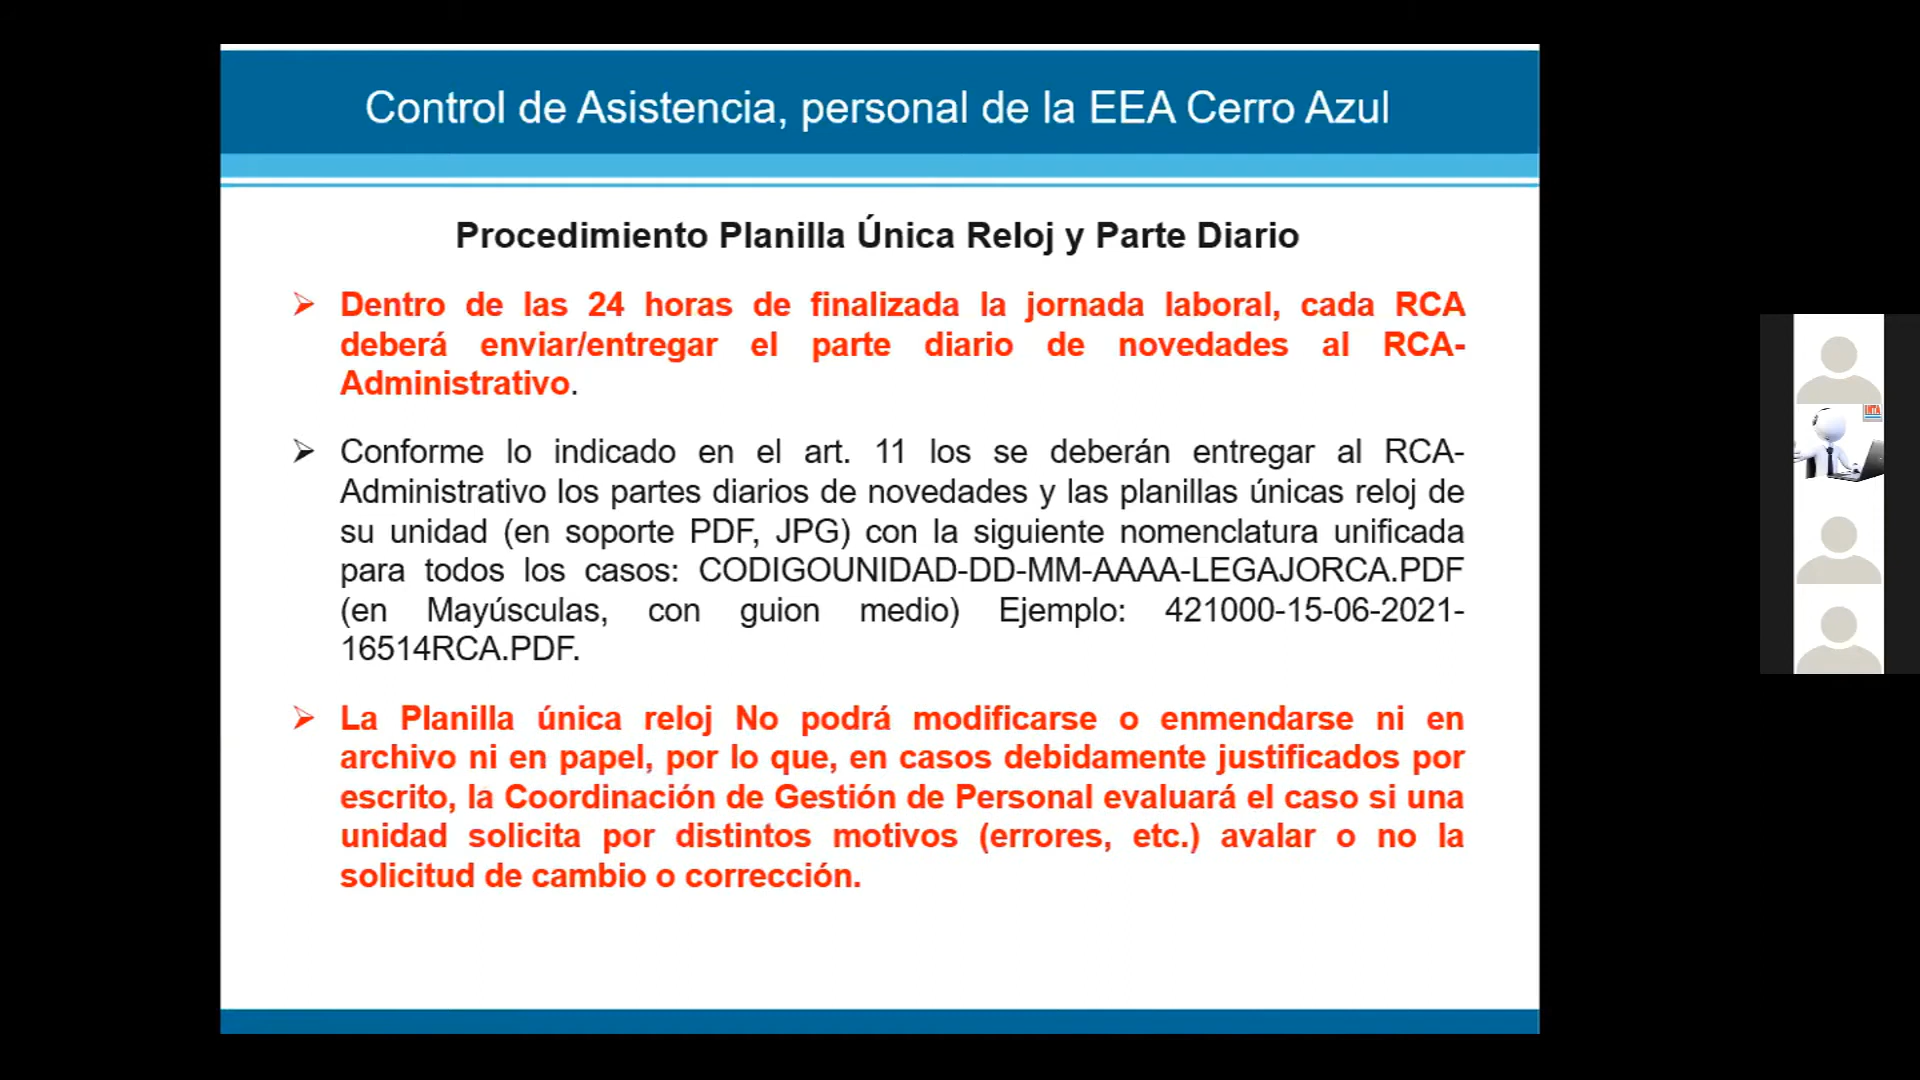 Control de Asistencia, personal de la EEA Cerro Azul
Procedimiento Planilla Única Reloj y Parte Diario
Dentro de las 24 horas de finalizada la jornada laboral, cada RCA
deberá enviar/entregar el parte diario de novedades al RCA-
Administrativo.
Conforme lo indicado en el art. 11 los se deberán entregar al RCA-
Administrativo los partes diarios de novedades y las planillas únicas reloj de
su unidad (en soporte PDF, JPG) con la siguiente nomenclatura unificada
para todos los casos: CODIGOUNIDAD-DD-MM-AAAA-LEGAJORCA.PDF
(en Mayúsculas, con guion medio) Ejemplo: 421000-15-06-2021-
16514RCA.PDF.
La Planilla única reloj No podrá modificarse o enmendarse ni en
archivo ni en papel, por lo que, en casos debidamente justificados por
escrito, la Coordinación de Gestión de Personal evaluará el caso si una
unidad solicita por distintos motivos (errores, etc.) avalar o no la
solicitud de cambio o corrección.